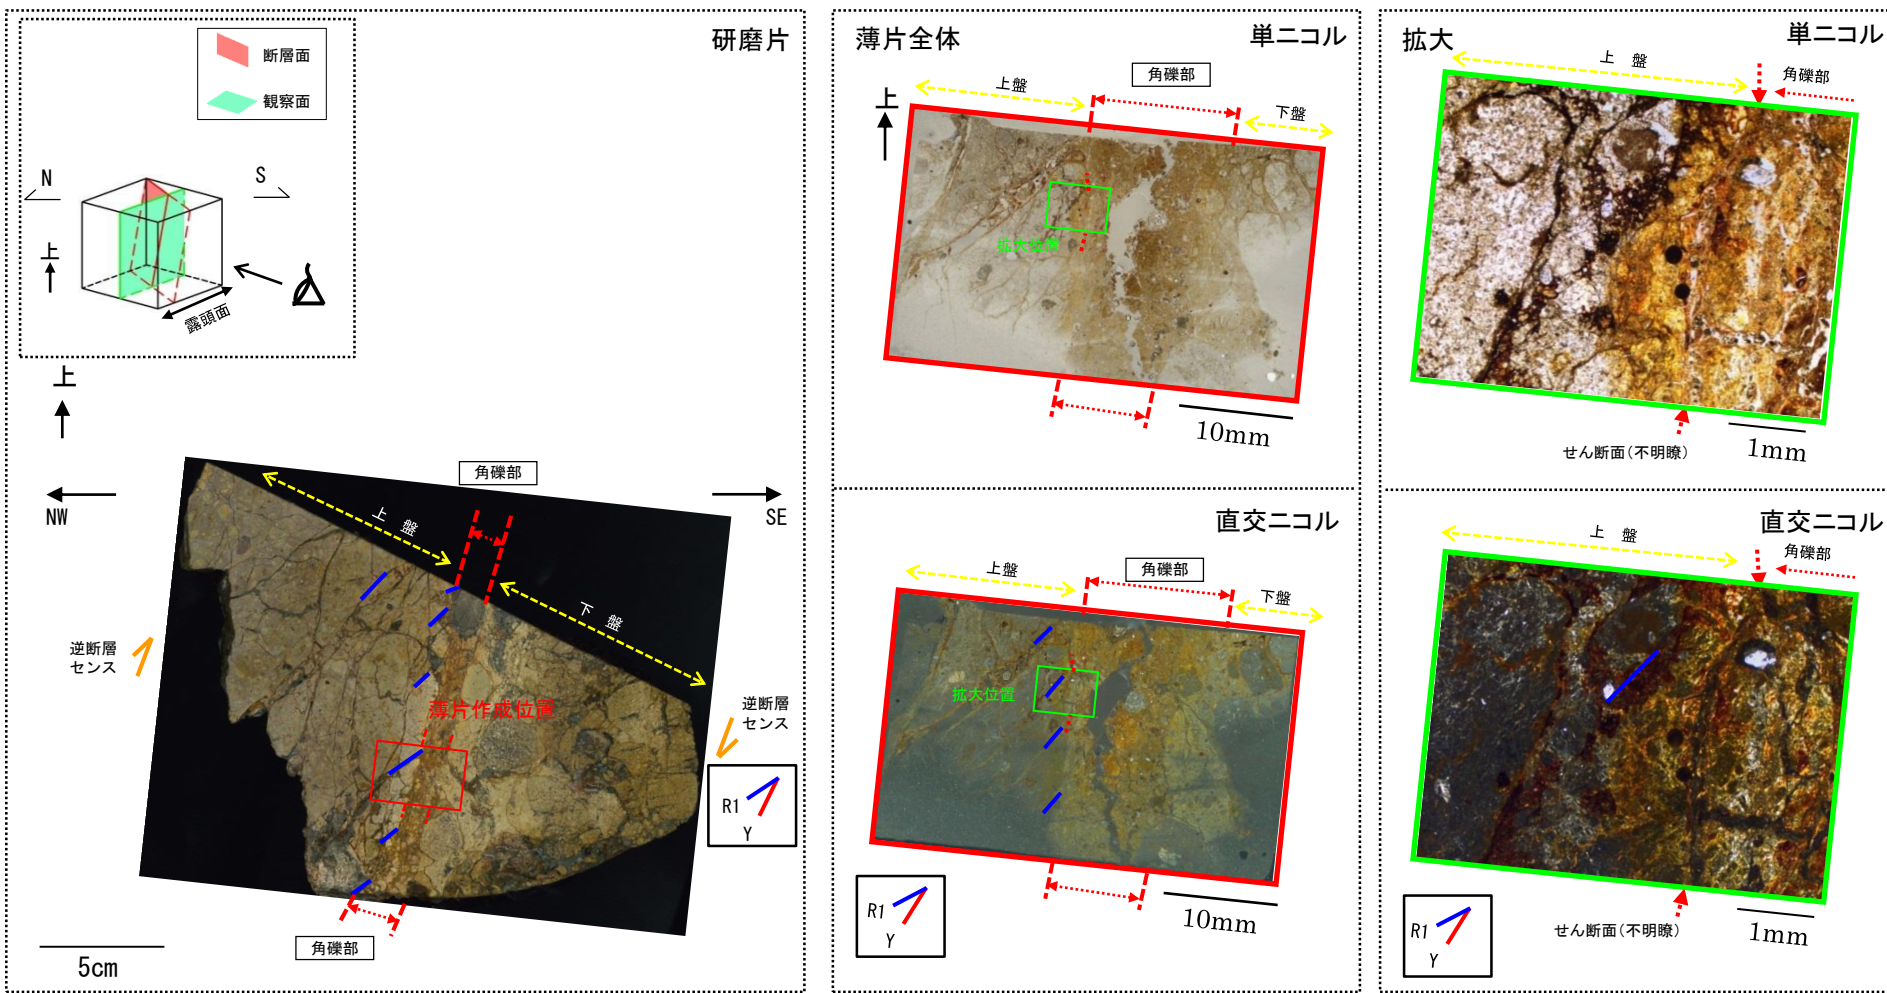 研磨片
断層面
観察面
N
S
上
露頭面
上
NW
SE
角礫部
上 盤
下 盤
逆断層
センス
薄片作成位置
逆断層
センス
R1
Y
角礫部
5cm
薄片全体
単ニコル
上
上盤
角礫部
下盤
拡大位置
10mm
直交ニコル
上盤
角礫部
下盤
拡大位置
R1
Y
10mm
拡大
単ニコル
上 盤
角礫部
せん断面(不明瞭)
1mm
直交ニコル
上 盤
角礫部
せん断面(不明瞭)
R1
Y
1mm